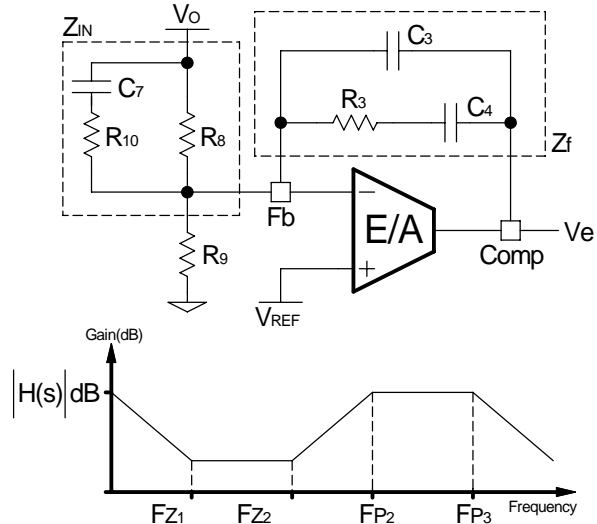 ZIN
VO
C3
C7
R3
C4
R10
R8
Zf
Fb
E/A
Ve
R9
Comp
VREF
Gain(dB)
|H(s)| dB
FZ1
FZ2
FP2
FP3
Frequency